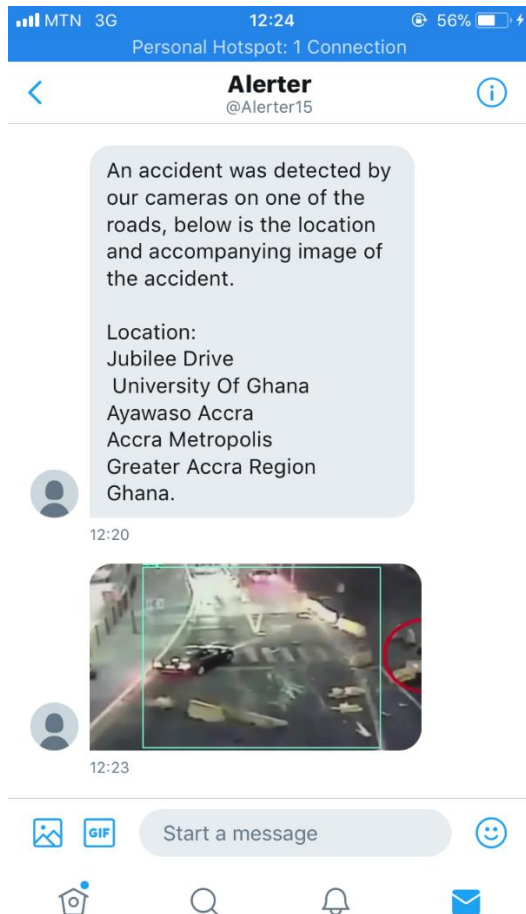 MTN 3G 12:24 56%
Personal Hotspot: 1 Connection
Alerter
@Alerter15
An accident was detected by
our cameras on one of the
roads, below is the location
and accompanying image of
the accident.
Location:
Jubilee Drive
University Of Ghana
Ayawaso Accra
Accra Metropolis
Greater Accra Region
Ghana.
12:20
12:23
GIF
Start a message